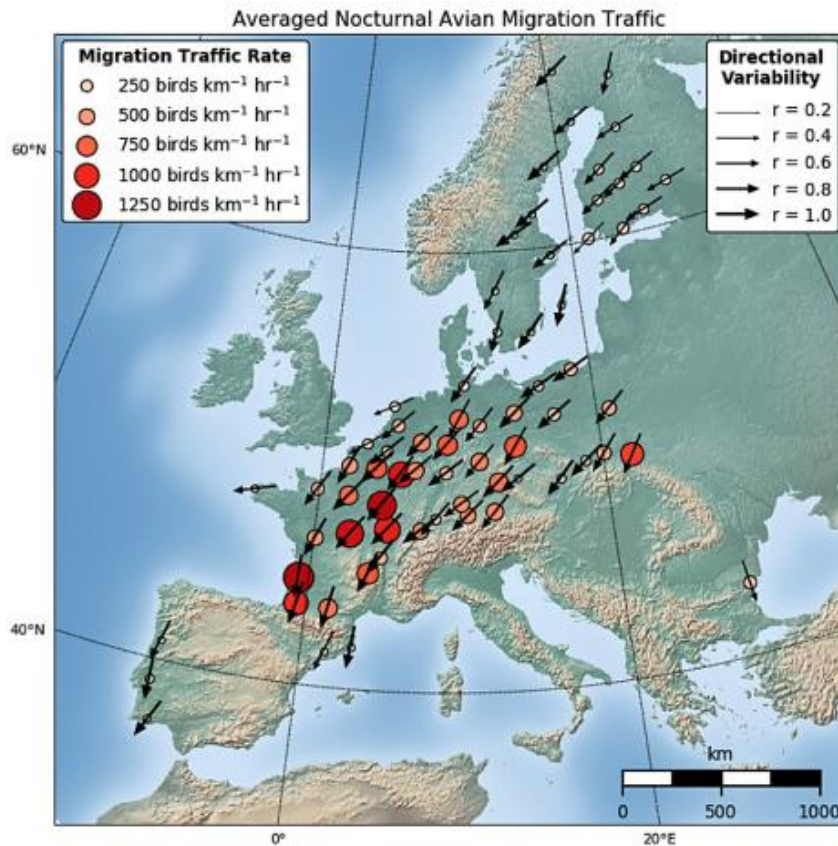 Averaged Nocturnal Avian Migration Traffic
Migration Traffic Rate
250 birds km⁻¹ hr⁻¹
500 birds km⁻¹ hr⁻¹
750 birds km⁻¹ hr⁻¹
1000 birds km⁻¹ hr⁻¹
1250 birds km⁻¹ hr⁻¹
Directional
Variability
r = 0.2
r = 0.4
r = 0.6
r = 0.8
r = 1.0
60°N
40°N
km
0 500 1000
0° 20°E